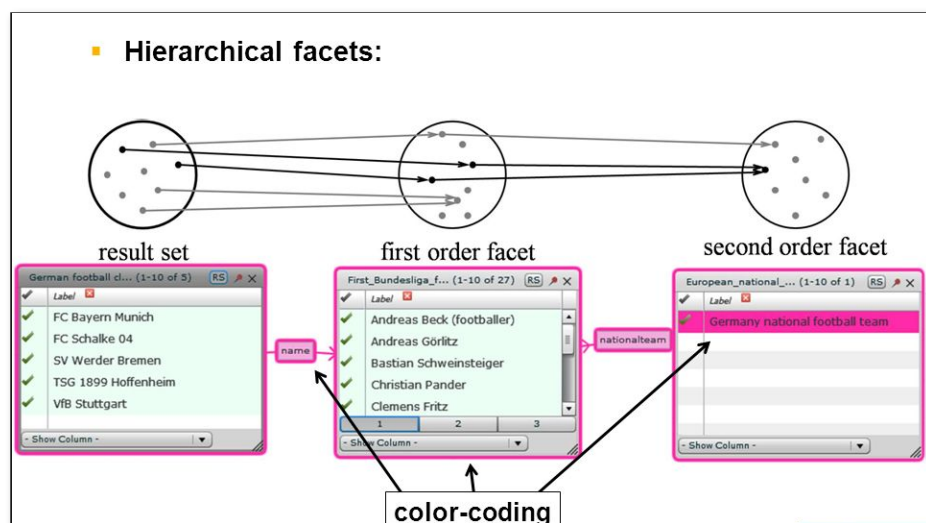 Hierarchical facets:
result set
first order facet
second order facet
German football cl... (1-10 of 5) RS
Label
FC Bayern Munich
FC Schalke 04
SV Werder Bremen
TSG 1899 Hoffenheim
VfB Stuttgart
- Show Column -
name
First_Bundesliga_f... (1-10 of 27) RS
Label
Andreas Beck (footballer)
Andreas Görlitz
Bastian Schweinsteiger
Christian Pander
Clemens Fritz
1 2 3
- Show Column -
nationalteam
European_national_... (1-10 of 1) RS
Label
Germany national football team
- Show Column -
color-coding